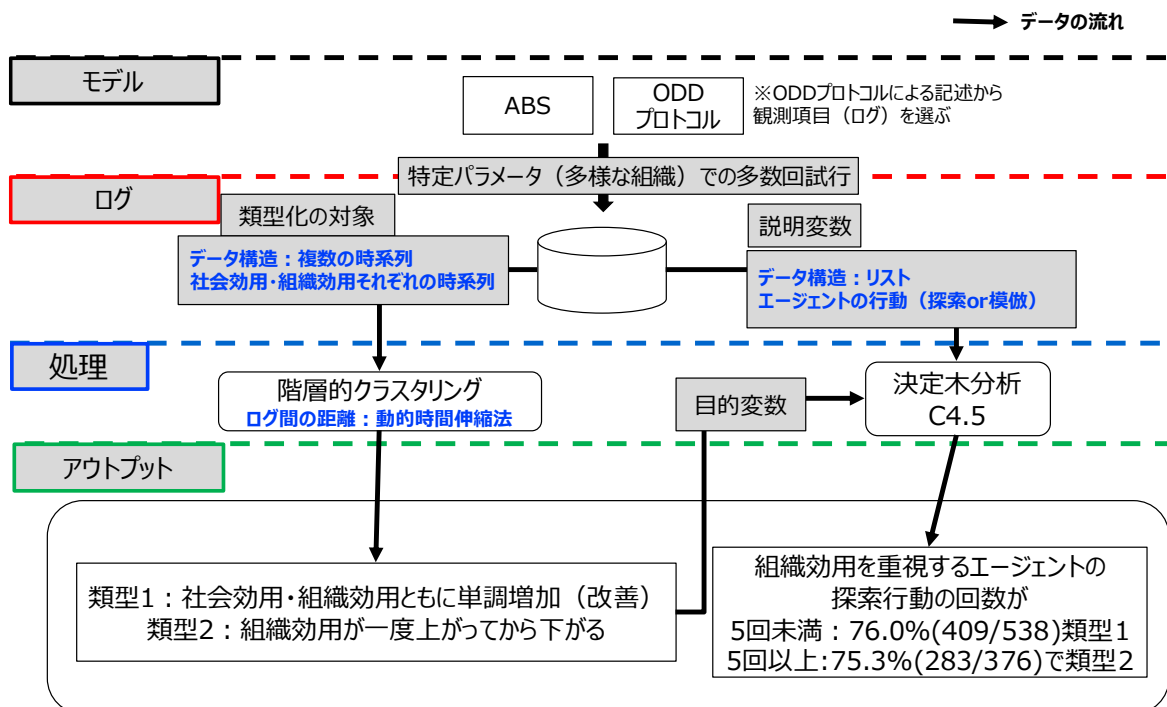 データの流れ
モデル
ABS
ODD
プロトコル
※ODDプロトコルによる記述から
観測項目（ログ）を選ぶ
特定パラメータ（多様な組織）での多数回試行
ログ
類型化の対象
データ構造：複数の時系列
社会効用・組織効用それぞれの時系列
説明変数
データ構造：リスト
エージェントの行動（探索or模倣）
処理
階層的クラスタリング
ログ間の距離：動的時間伸縮法
目的変数
決定木分析
C4.5
アウトプット
類型1：社会効用・組織効用ともに単調増加（改善）
類型2：組織効用が一度上がってから下がる
組織効用を重視するエージェントの
探索行動の回数が
5回未満：76.0%(409/538)類型1
5回以上:75.3%(283/376)で類型2